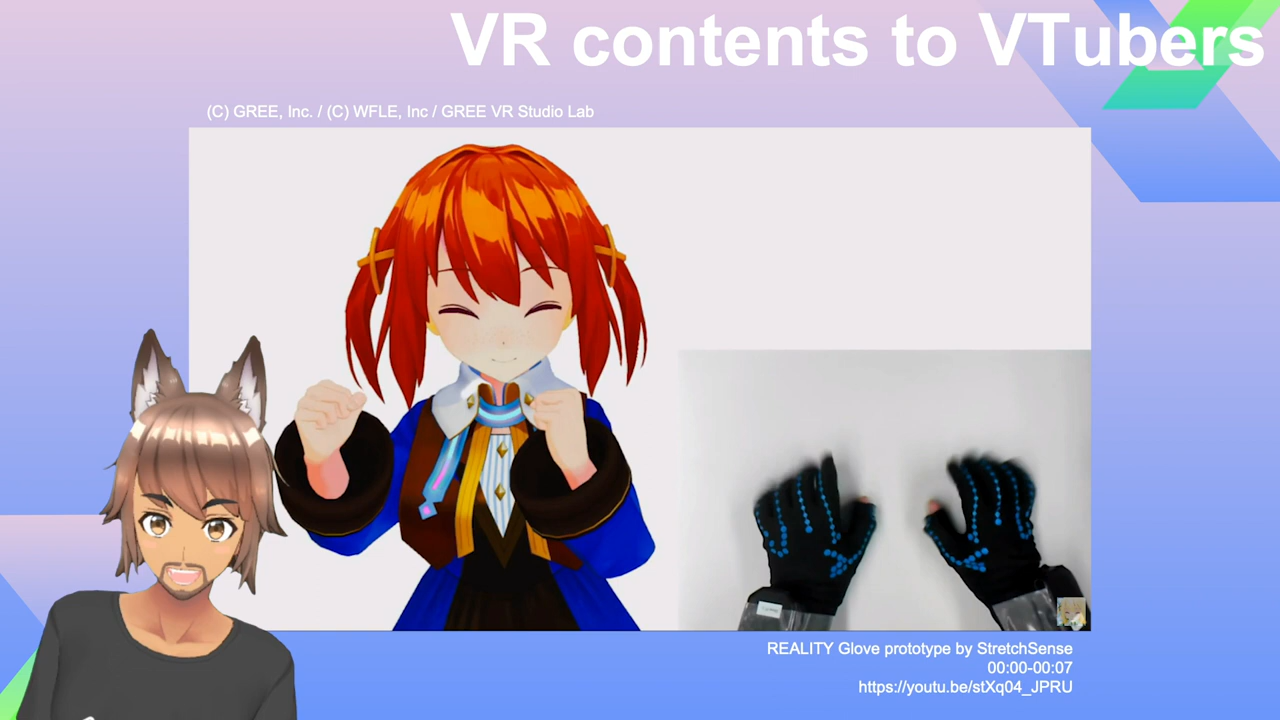 VR contents to VTubers
(C) GREE, Inc. / (C) WFLE, Inc / GREE VR Studio Lab
REALITY Glove prototype by StretchSense
00:00-00:07
https://youtu.be/stXq04_JPRU